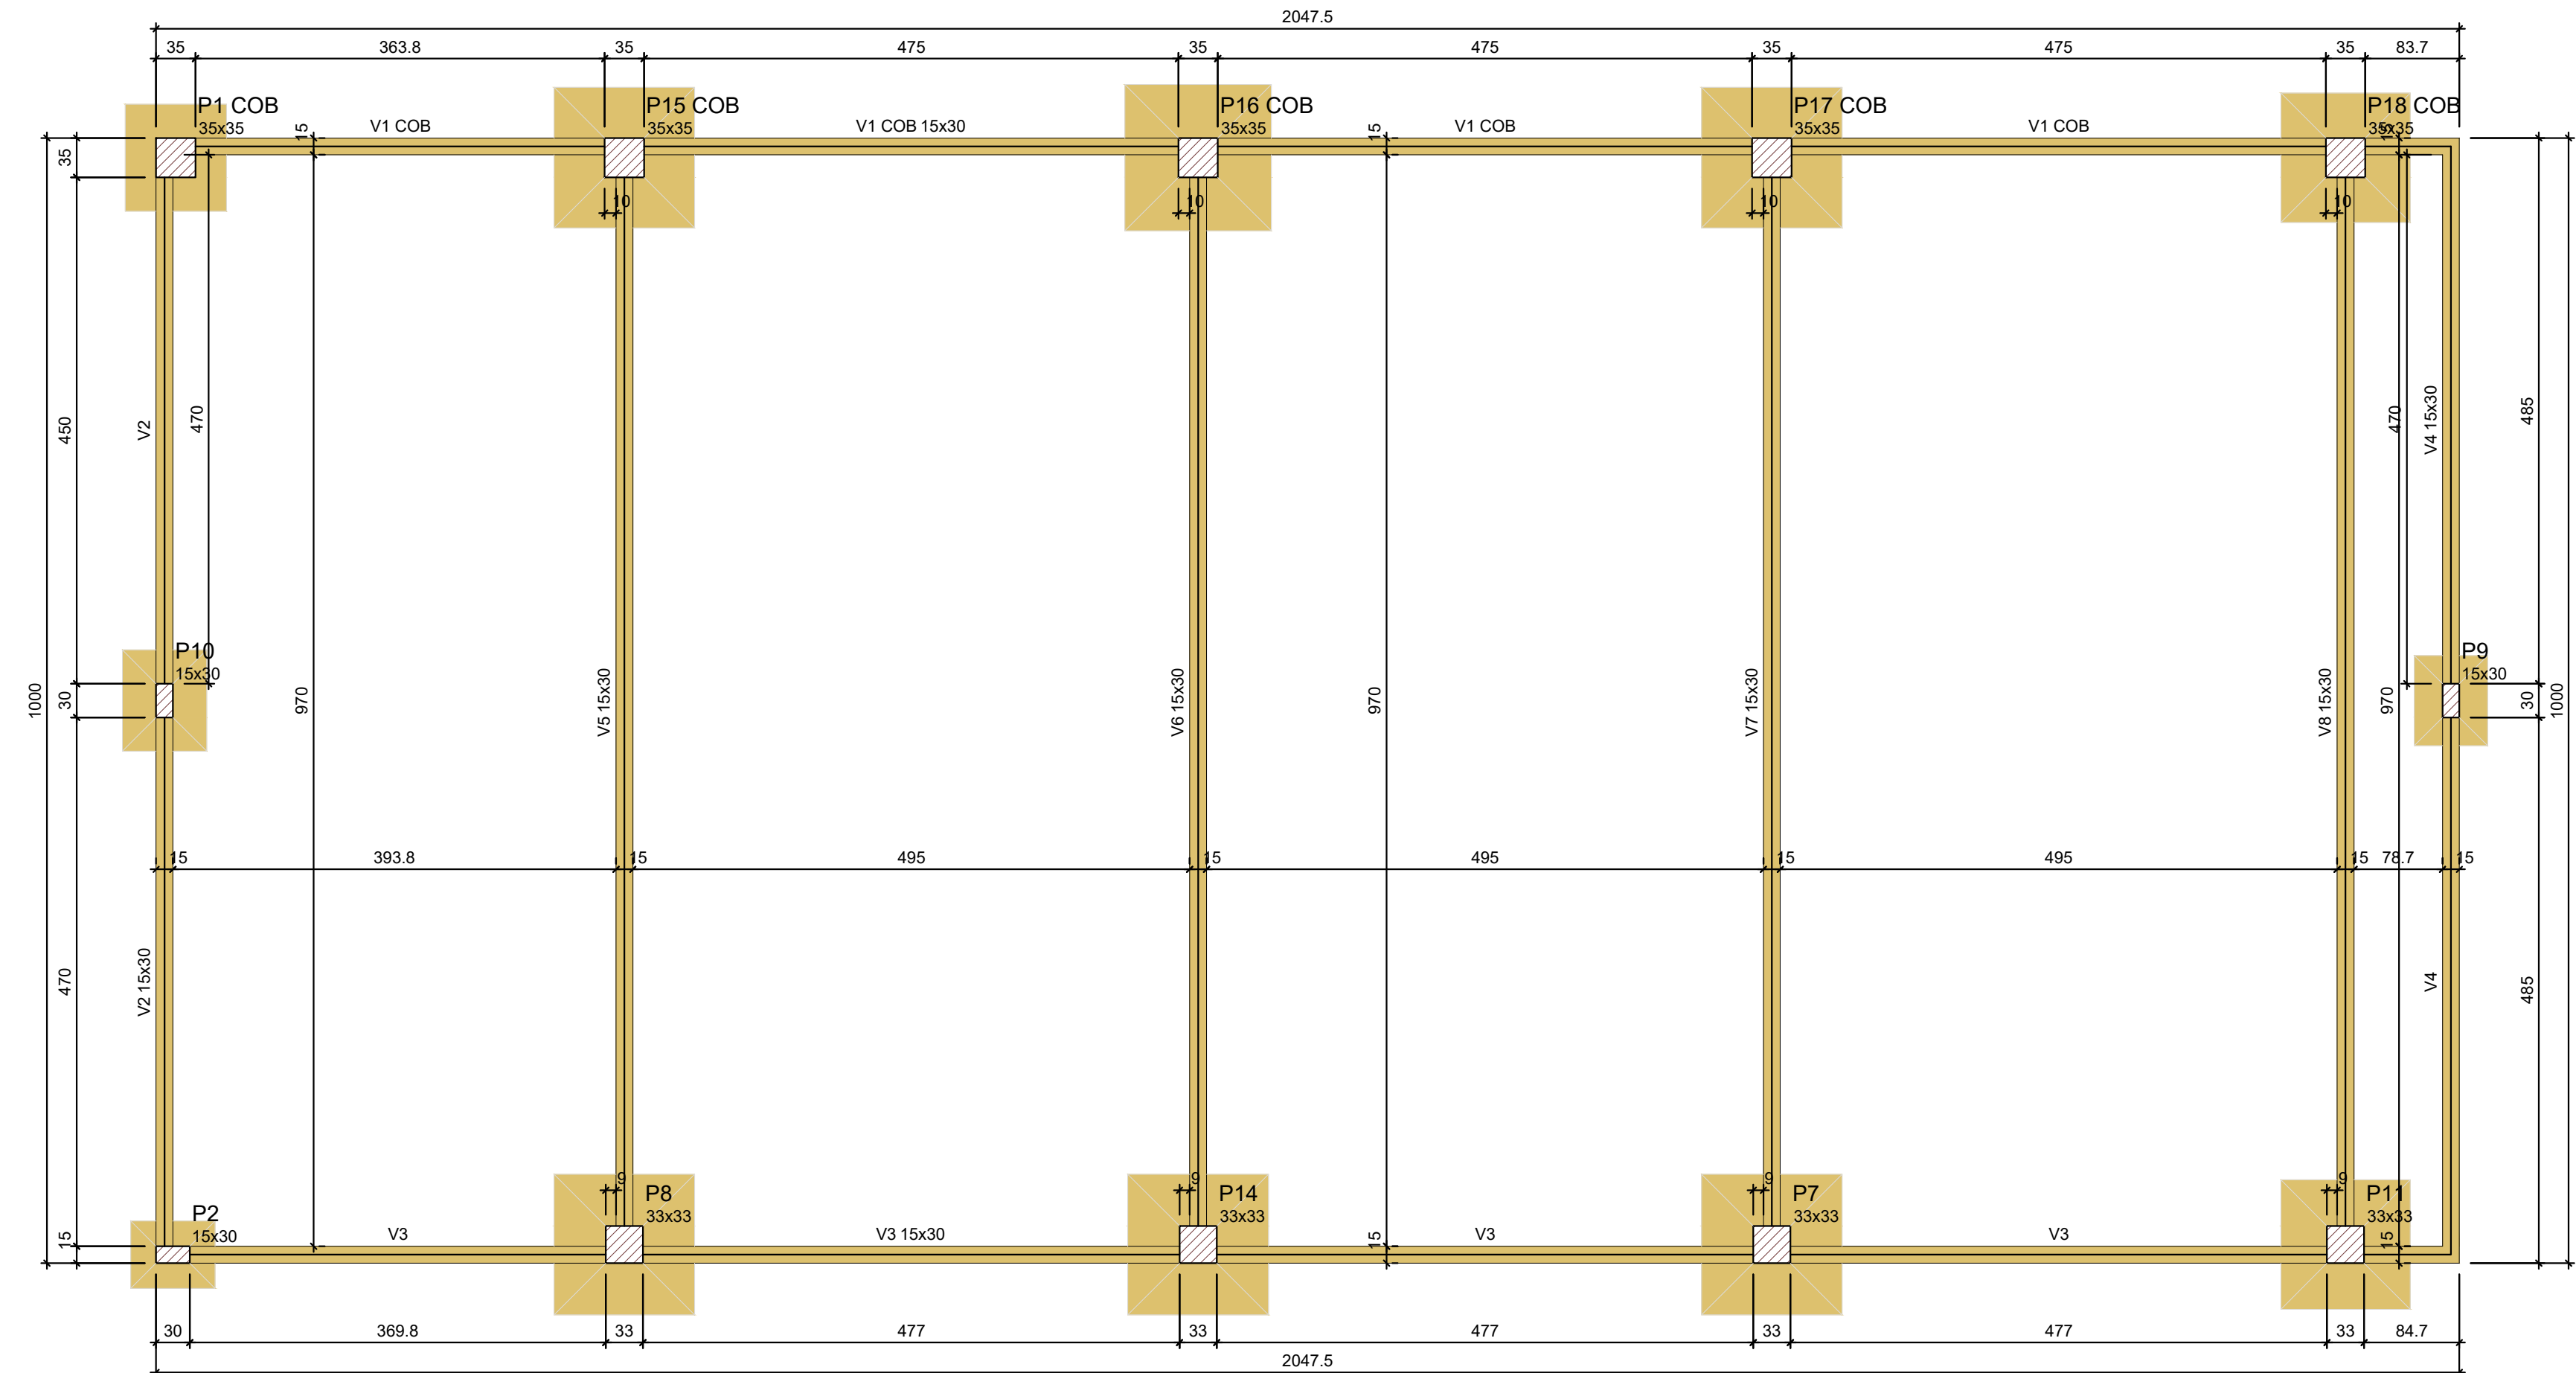 2047.5
35 363.8 35 475 35 475 35 475 35 83.7
P1 COB P15 COB P16 COB P17 COB P18 COB
35x35 35x35 35x35 35x35 35x35
V1 COB V1 COB 15x30 V1 COB V1 COB
15 15 15
35
10 10 10 10
450 V2 470 470 V4 15x30 485
P10 P9
15x30 15x30
1000 30 970 V5 15x30 V6 15x30 970 V7 15x30 V8 15x30 970 30 1000
15 393.8 15 495 15 495 15 495 15 78.7 15
470 V2 15x30 V4 485
9 9 9 9
P2 P8 P14 P7 P11
15x30 33x33 33x33 33x33 33x33
V3 V3 15x30 V3 V3
15 15 15
30 369.8 33 477 33 477 33 477 33 84.7
2047.5